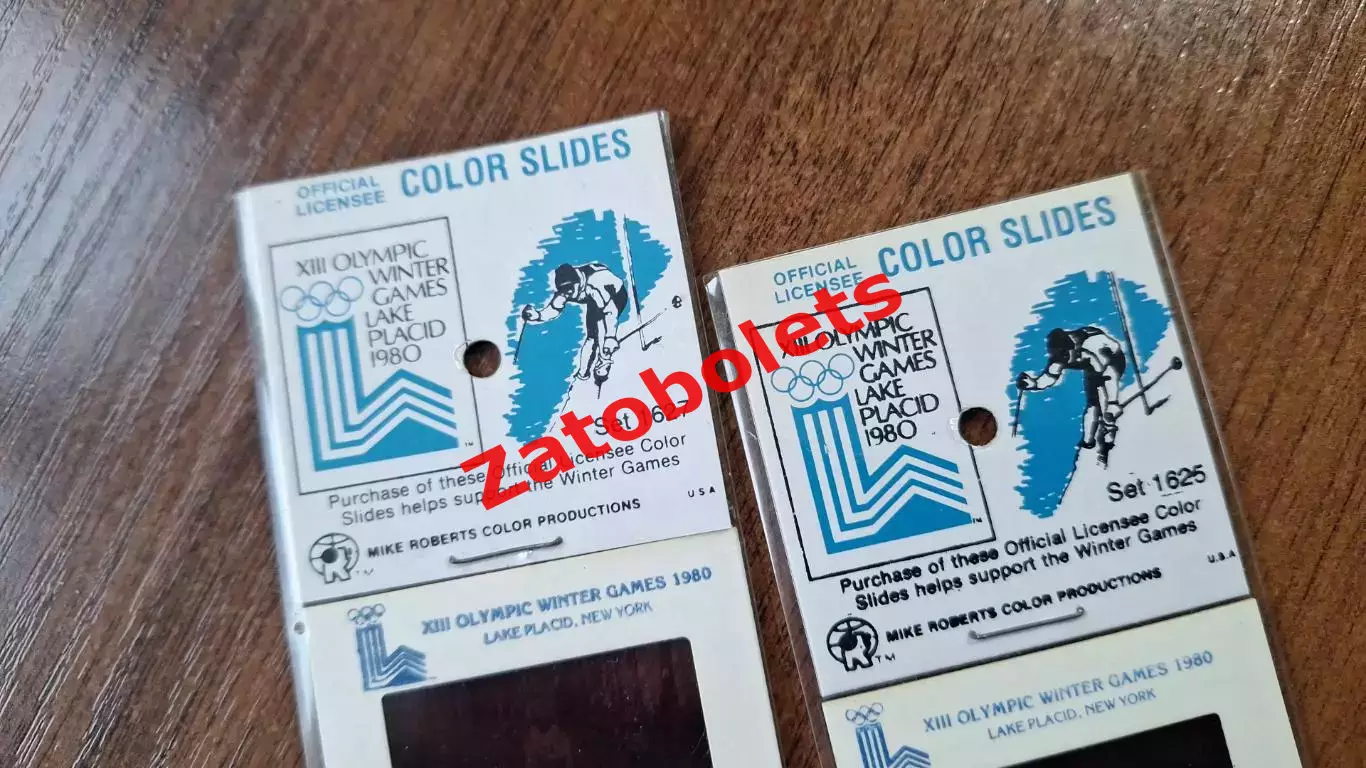 OFFICIAL
LICENSEE
COLOR SLIDES
XIII OLYMPIC
WINTER
GAMES
LAKE
PLACID
1980
Set 1627
Purchase of these Official Licensee Color
Slides helps support the Winter Games
USA
MIKE ROBERTS COLOR PRODUCTIONS
TM
XIII OLYMPIC WINTER GAMES 1980
LAKE PLACID, NEW YORK
OFFICIAL
LICENSEE
COLOR SLIDES
XIII OLYMPIC
WINTER
GAMES
LAKE
PLACID
1980
Set 1625
Purchase of these Official Licensee Color
Slides helps support the Winter Games
U.S.A
MIKE ROBERTS COLOR PRODUCTIONS
TM
XIII OLYMPIC WINTER GAMES 1980
LAKE PLACID, NEW YORK
Zatobolets